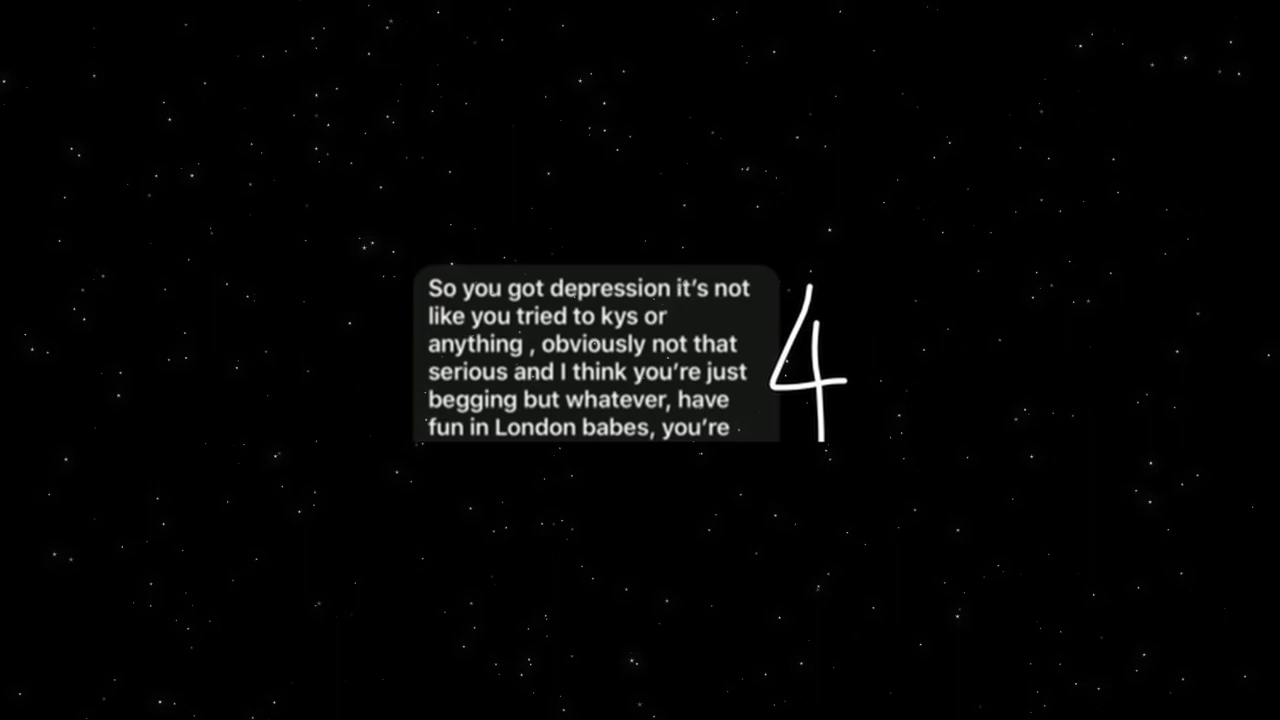 So you got depression it’s not
like you tried to kys or
anything , obviously not that
serious and I think you’re just
begging but whatever, have
fun in London babes, you’re
4